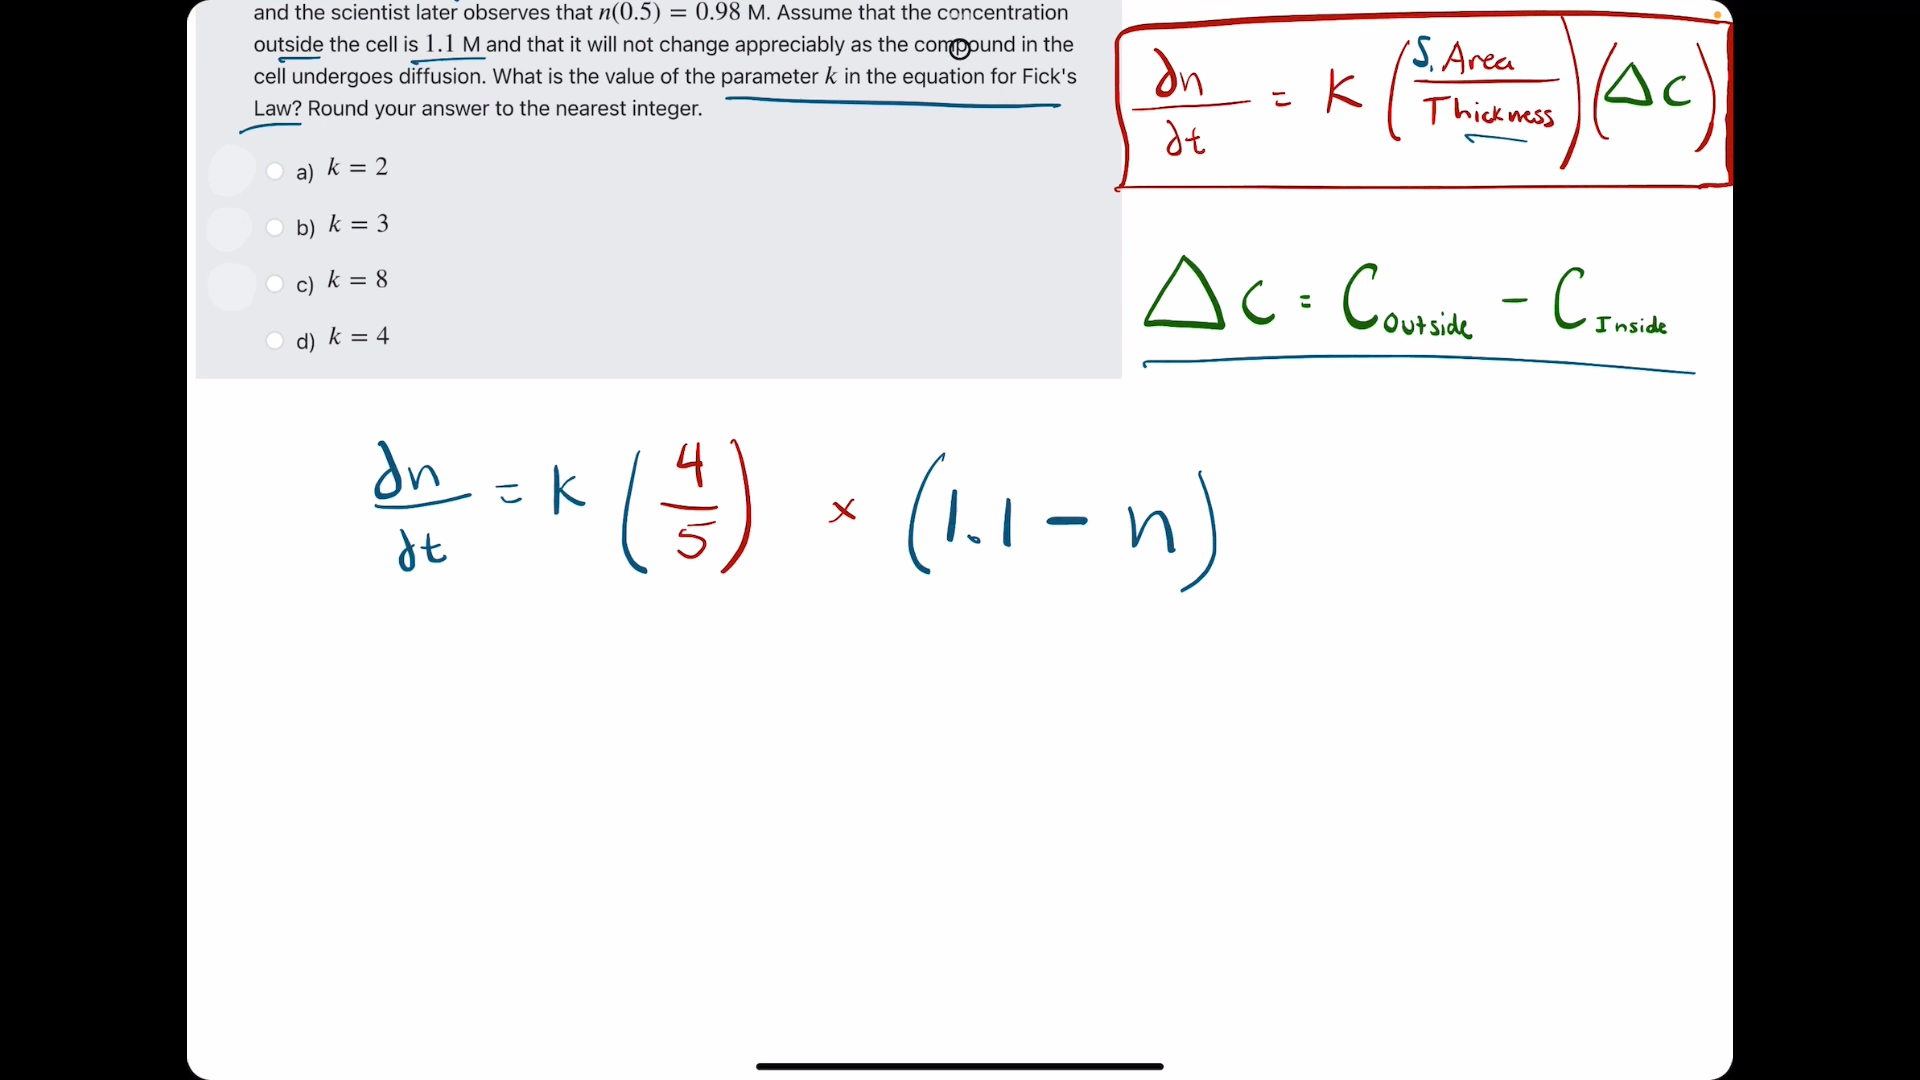 and the scientist later observes that n(0.5) = 0.98 M. Assume that the concentration
outside the cell is 1.1 M and that it will not change appreciably as the compound in the
cell undergoes diffusion. What is the value of the parameter k in the equation for Fick's
Law? Round your answer to the nearest integer.
a) k = 2
b) k = 3
c) k = 8
d) k = 4
∂n/∂t = K (S. Area/Thickness) (ΔC)
ΔC = C Outside - C Inside
∂n/∂t = K (4/5) x (1.1 - n)